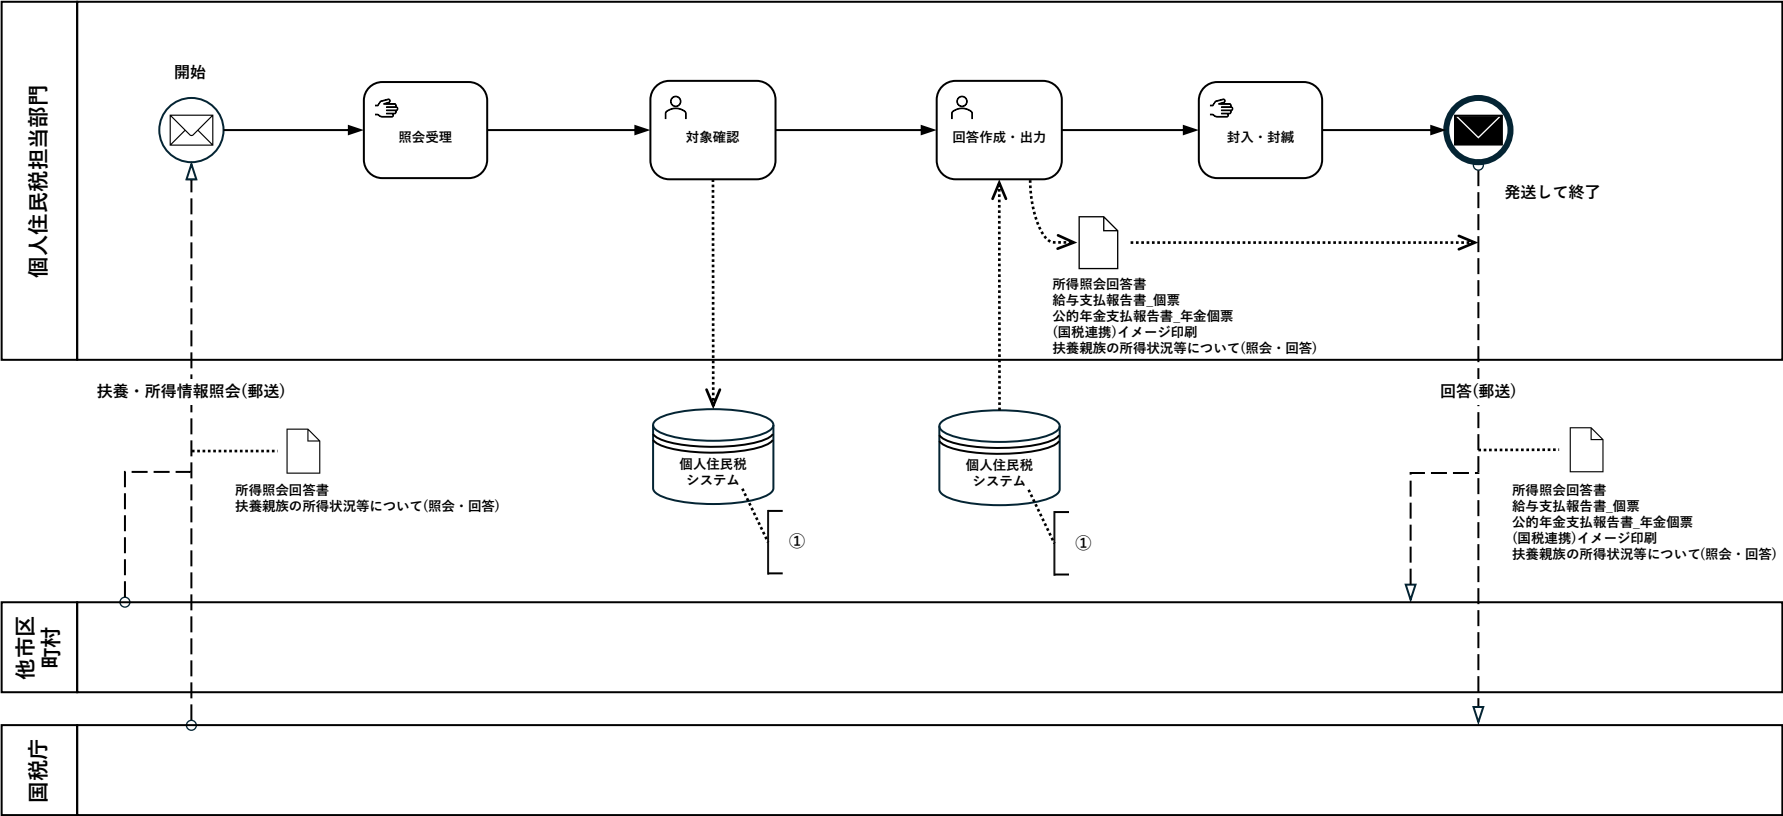 個人住民税担当部門
開始
照会受理
対象確認
回答作成・出力
封入・封緘
発送して終了
所得照会回答書
給与支払報告書_個票
公的年金支払報告書_年金個票
(国税連携)イメージ印刷
扶養親族の所得状況等について(照会・回答)
扶養・所得情報照会(郵送)
回答(郵送)
所得照会回答書
扶養親族の所得状況等について(照会・回答)
個人住民税
システム
①
個人住民税
システム
①
所得照会回答書
給与支払報告書_個票
公的年金支払報告書_年金個票
(国税連携)イメージ印刷
扶養親族の所得状況等について(照会・回答)
他市区
町村
国税庁